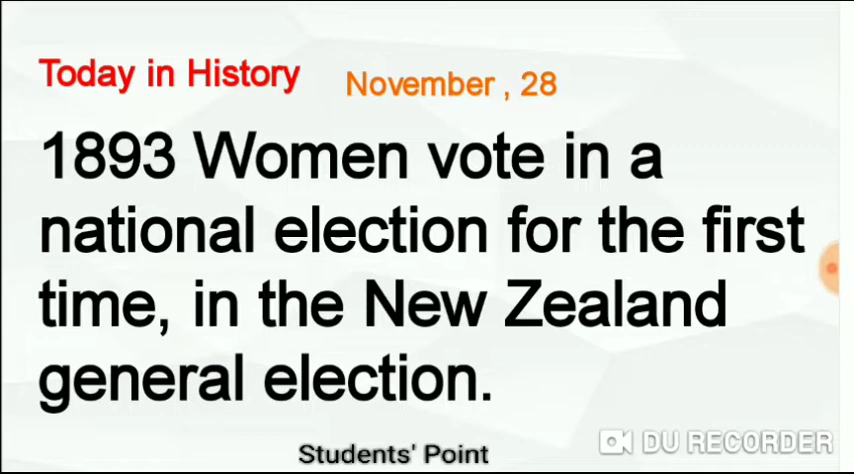 Today in History November , 28
1893 Women vote in a
national election for the first
time, in the New Zealand
general election.
Students' Point
DU RECORDER